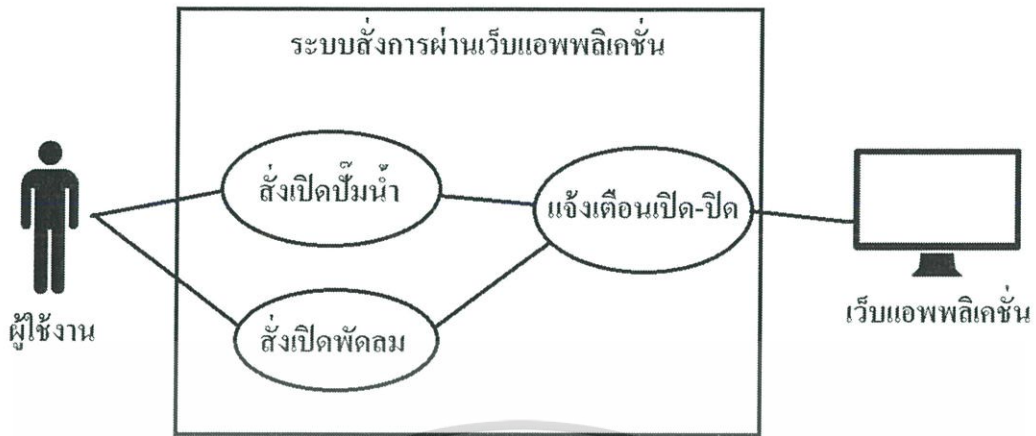 ระบบสั่งการผ่านเว็บแอพพลิเคชั่น
สั่งเปิดปั๊มน้ำ
แจ้งเตือนเปิด-ปิด
สั่งเปิดพัดลม
ผู้ใช้งาน
เว็บแอพพลิเคชั่น